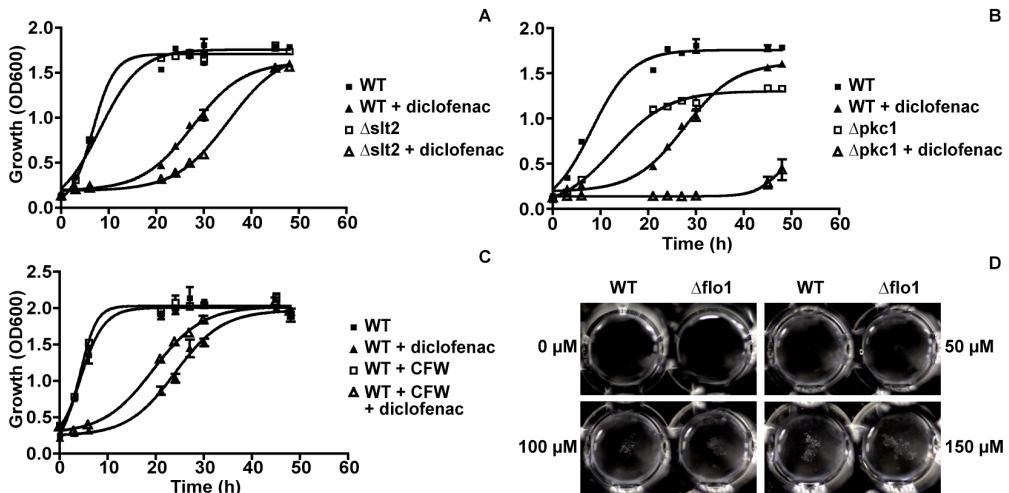 A
Growth (OD600)
2.0
1.5
1.0
0.5
0.0
0 10 20 30 40 50 60
WT
WT + diclofenac
Δslt2
Δslt2 + diclofenac
B
2.0
1.5
1.0
0.5
0.0
0 10 20 30 40 50 60
Time (h)
WT
WT + diclofenac
Δpkc1
Δpkc1 + diclofenac
C
Growth (OD600)
2.5
2.0
1.5
1.0
0.5
0.0
0 10 20 30 40 50 60
Time (h)
WT
WT + diclofenac
WT + CFW
WT + CFW
+ diclofenac
D
WT Δflo1 WT Δflo1
0 µM 50 µM
100 µM 150 µM